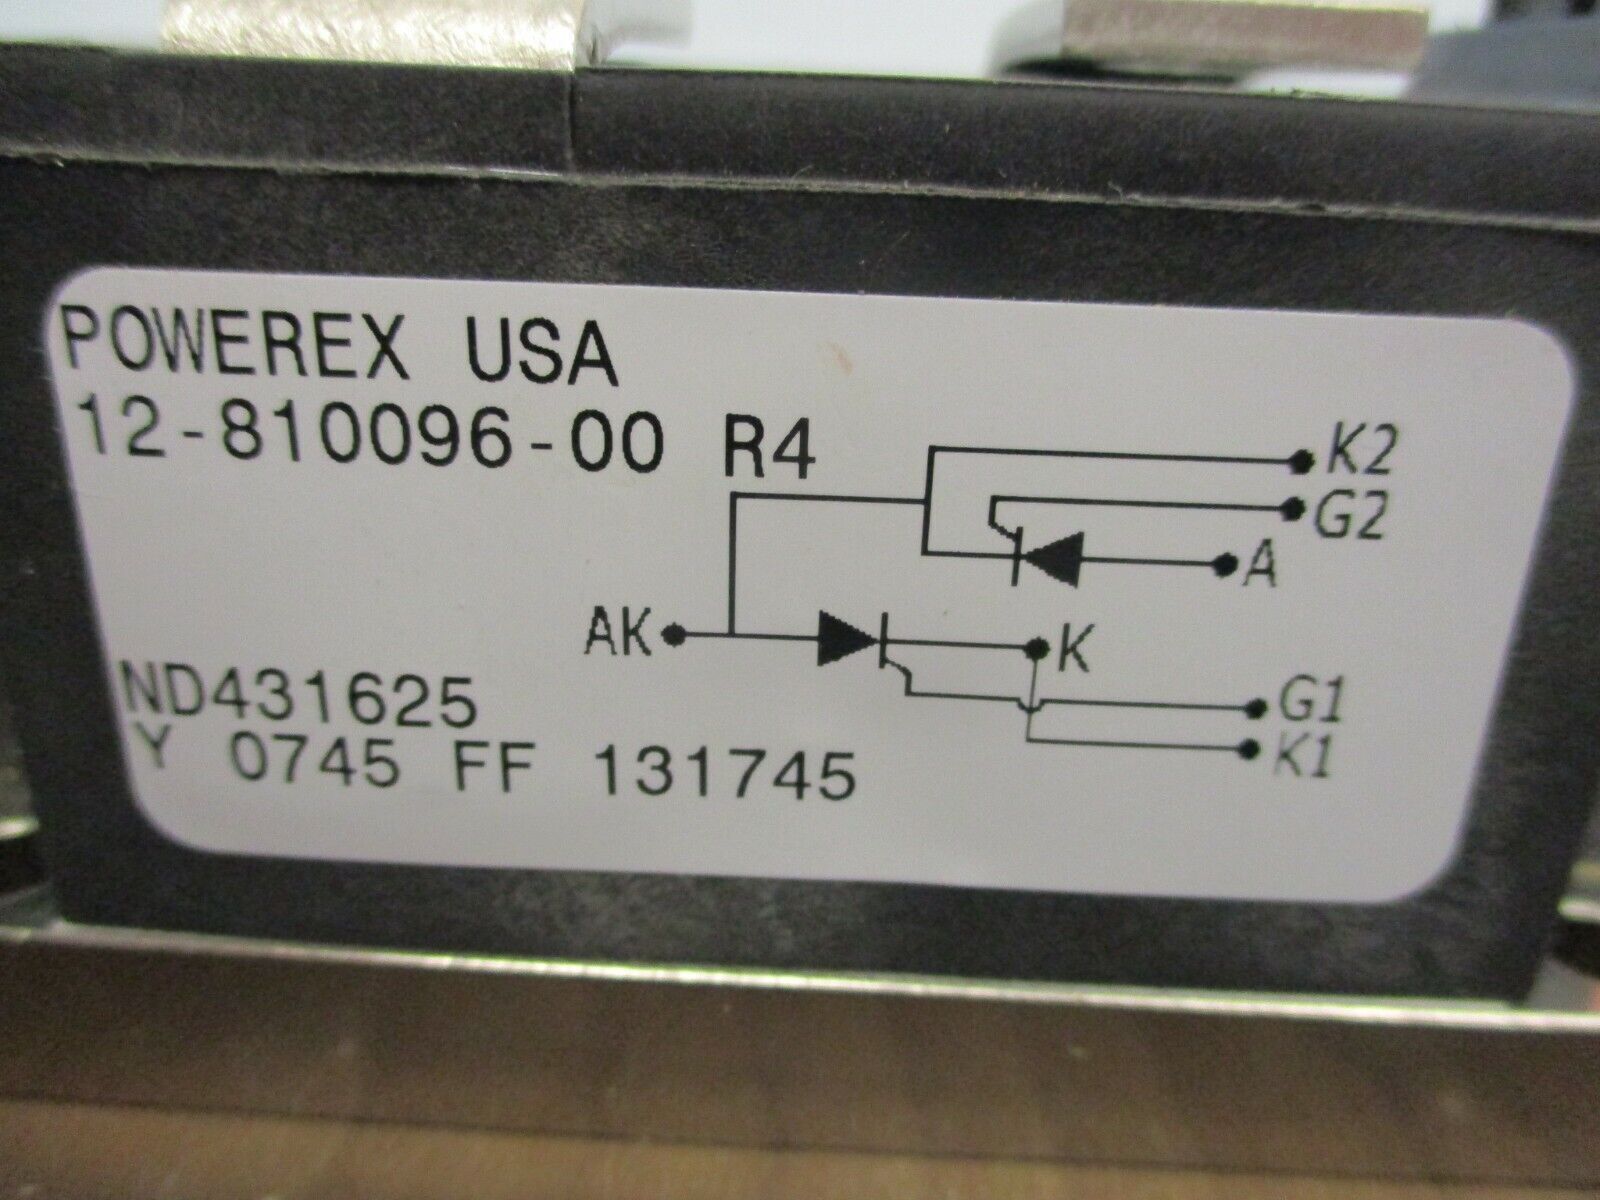 POWEREX USA
12-810096-00 R4
K2
G2
A
AK
K
G1
K1
ND431625
Y 0745 FF 131745